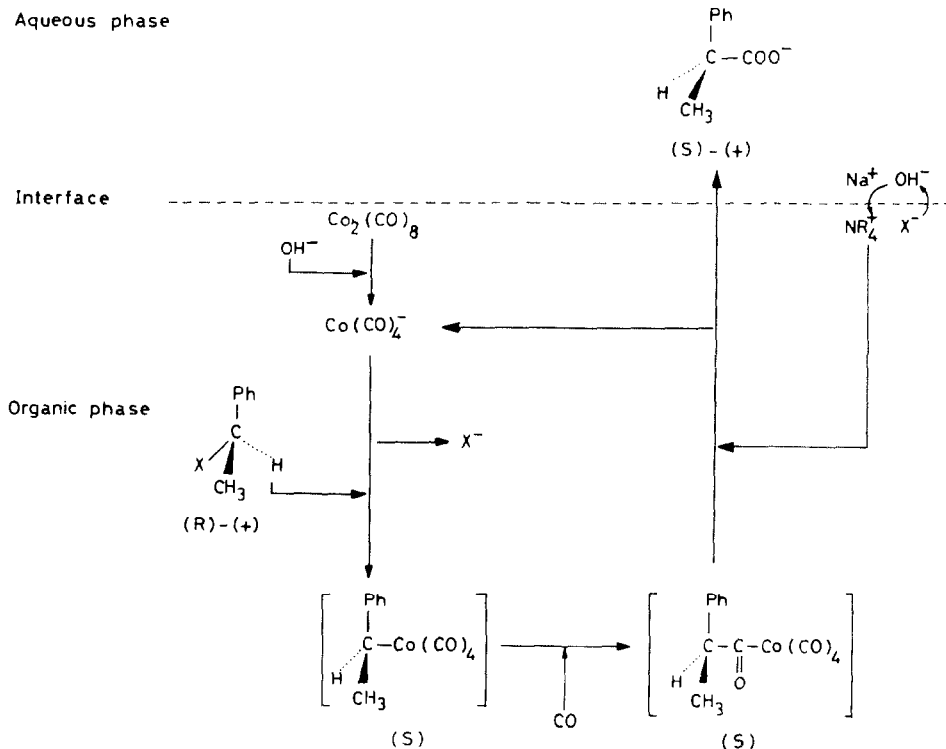 Aqueous phase
Ph
C — COO⁻
H
CH₃
(S)-(+)
Interface
Na⁺ OH⁻
Co₂(CO)₈
NR₄⁺ X⁻
OH⁻
Co(CO)₄⁻
Organic phase
Ph
C
X H
CH₃
(R)-(+)
X⁻
Ph
C — Co(CO)₄
H
CH₃
(S)
CO
Ph
C — C — Co(CO)₄
H O
CH₃
(S)